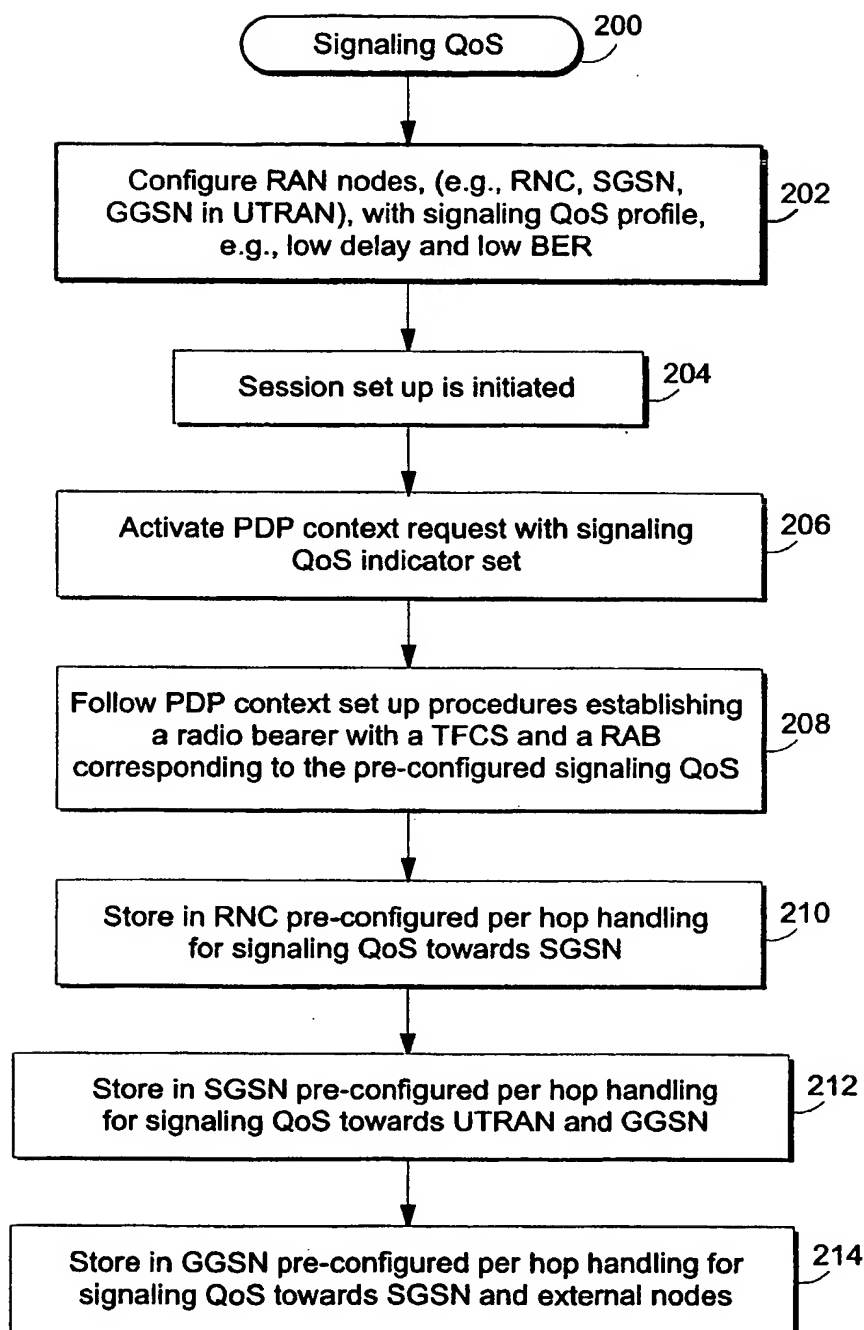 Signaling QoS
200
Configure RAN nodes, (e.g., RNC, SGSN,
GGSN in UTRAN), with signaling QoS profile,
e.g., low delay and low BER
202
Session set up is initiated
204
Activate PDP context request with signaling
QoS indicator set
206
Follow PDP context set up procedures establishing
a radio bearer with a TFCS and a RAB
corresponding to the pre-configured signaling QoS
208
Store in RNC pre-configured per hop handling
for signaling QoS towards SGSN
210
Store in SGSN pre-configured per hop handling
for signaling QoS towards UTRAN and GGSN
212
Store in GGSN pre-configured per hop handling for
signaling QoS towards SGSN and external nodes
214